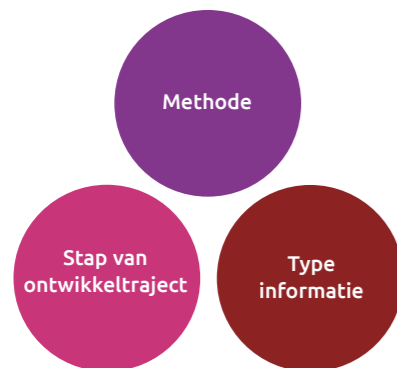 Methode
Stap van
ontwikkeltraject
Type
informatie